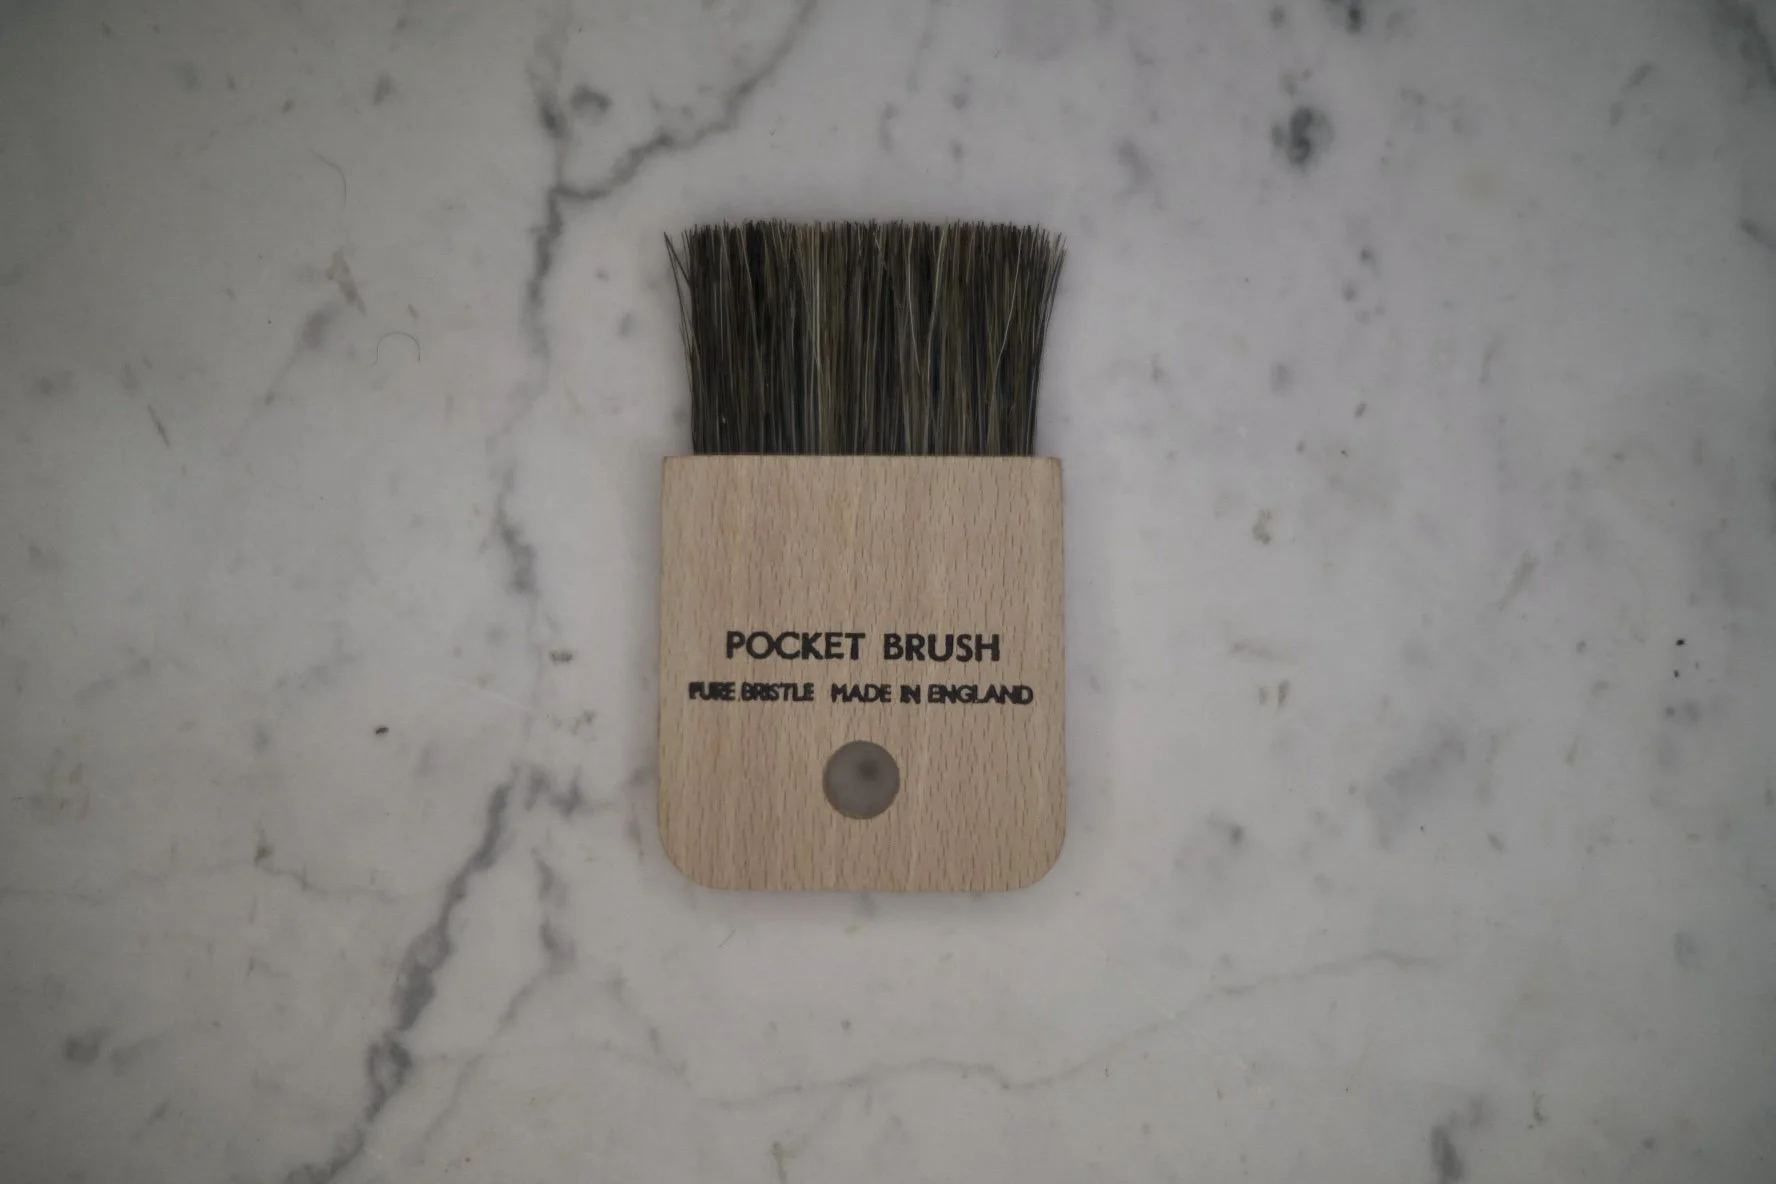 POCKET BRUSH
PURE BRISTLE MADE IN ENGLAND